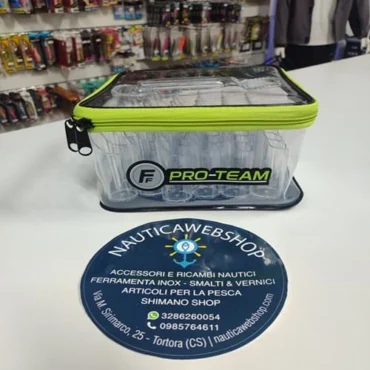 FF PRO-TEAM
NAUTICAWEBSHOP
ACCESSORI E RICAMBI NAUTICI
FERRAMENTA INOX - SMALTI & VERNICI
ARTICOLI PER LA PESCA
SHIMANO SHOP
3286260054
0985764611
Via M. Sirimarco, 25 - Tortora (CS) | nauticawebshop.com